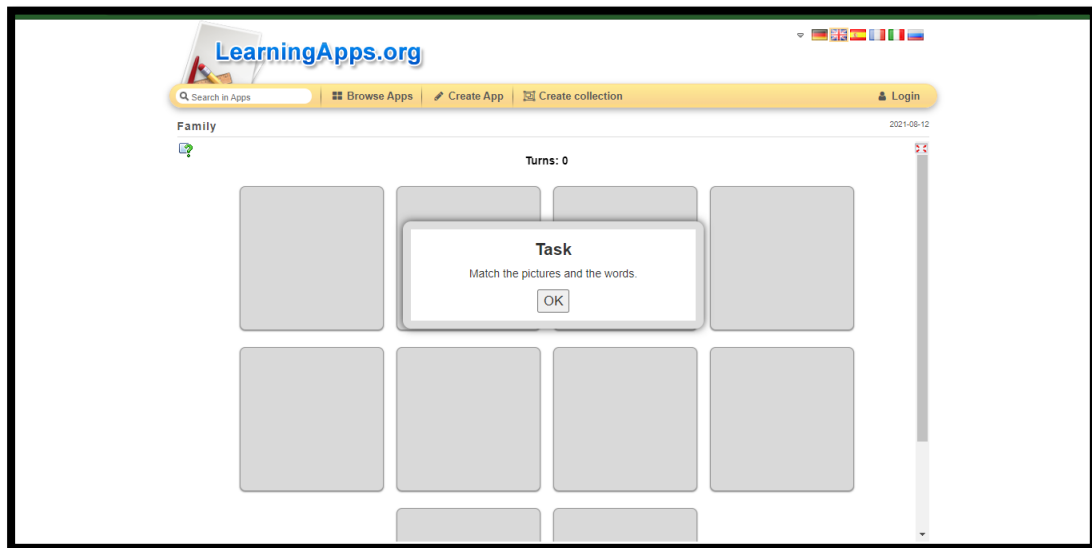 LearningApps.org
Search in Apps Browse Apps Create App Create collection Login
Family 2021-08-12
Turns: 0
Task
Match the pictures and the words.
OK